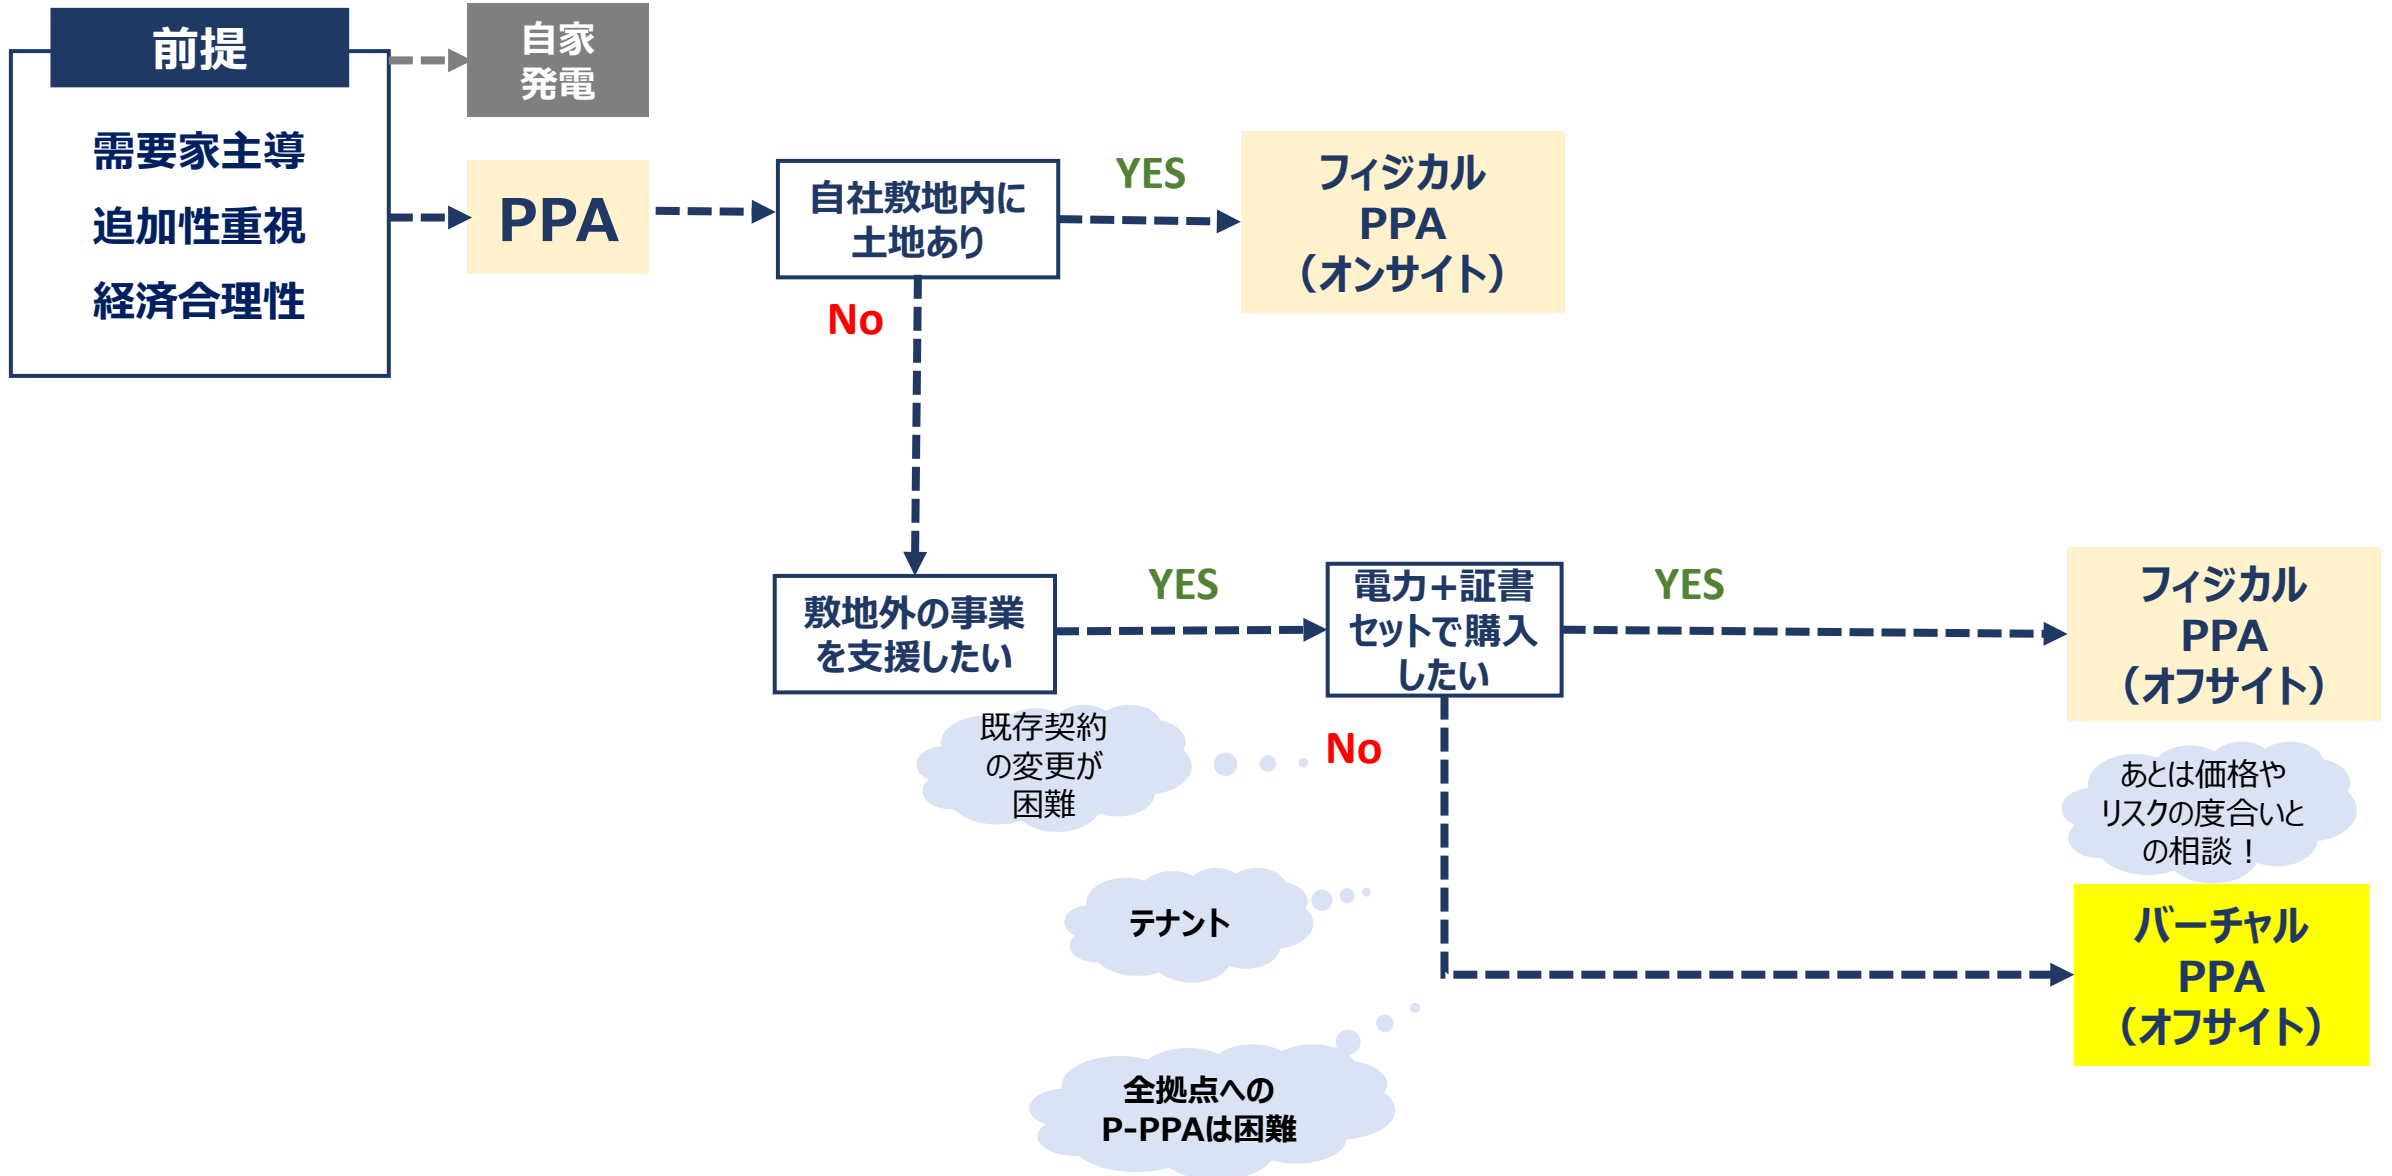 前提
需要家主導
追加性重視
経済合理性
自家
発電
PPA
自社敷地内に
土地あり
YES
フィジカル
PPA
（オンサイト）
No
敷地外の事業
を支援したい
YES
電力+証書
セットで購入
したい
YES
フィジカル
PPA
（オフサイト）
No
既存契約
の変更が
困難
あとは価格や
リスクの度合いと
の相談！
テナント
バーチャル
PPA
（オフサイト）
全拠点への
P-PPAは困難